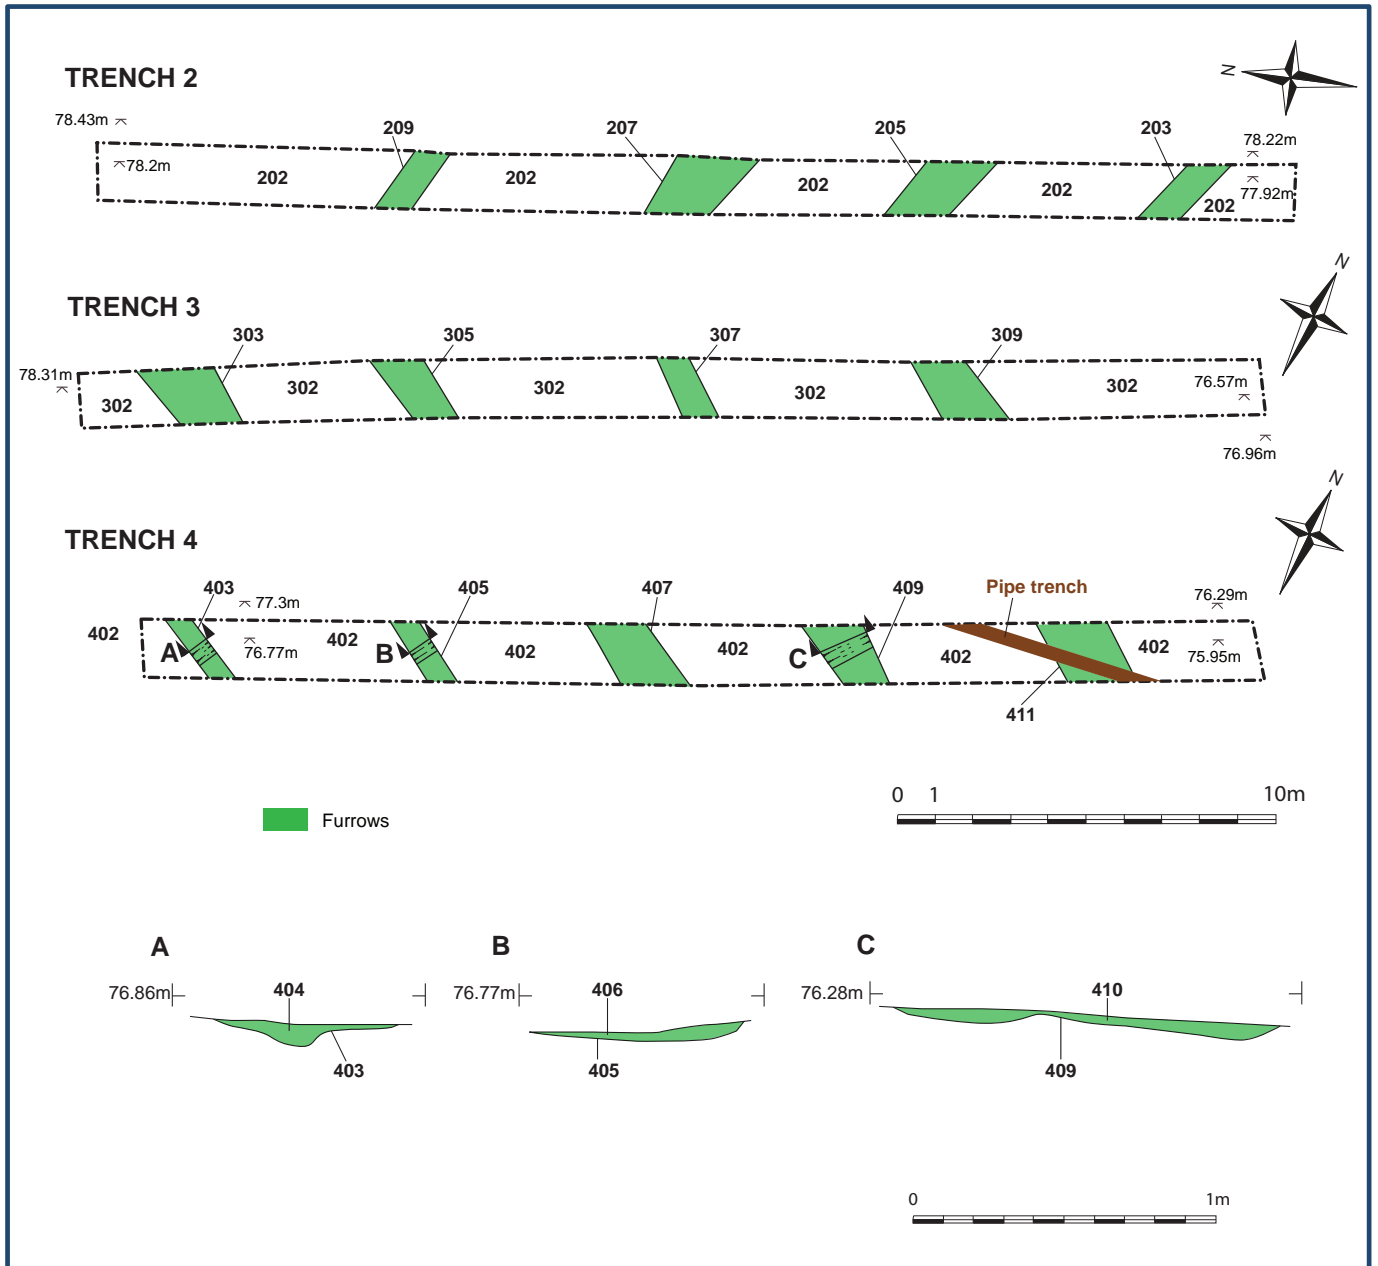 TRENCH 2
N
78.43m
209
207
205
203
78.22m
78.2m
202
202
202
202
77.92m
202
TRENCH 3
N
303
305
307
309
78.31m
302
302
302
302
302
76.57m
76.96m
TRENCH 4
N
403
77.3m
405
407
Pipe trench
409
76.29m
402
A
76.77m
402
B
402
402
C
402
402
75.95m
411
Furrows
0 1 10m
A
B
C
76.86m
404
403
76.77m
406
405
76.28m
410
409
0 1m